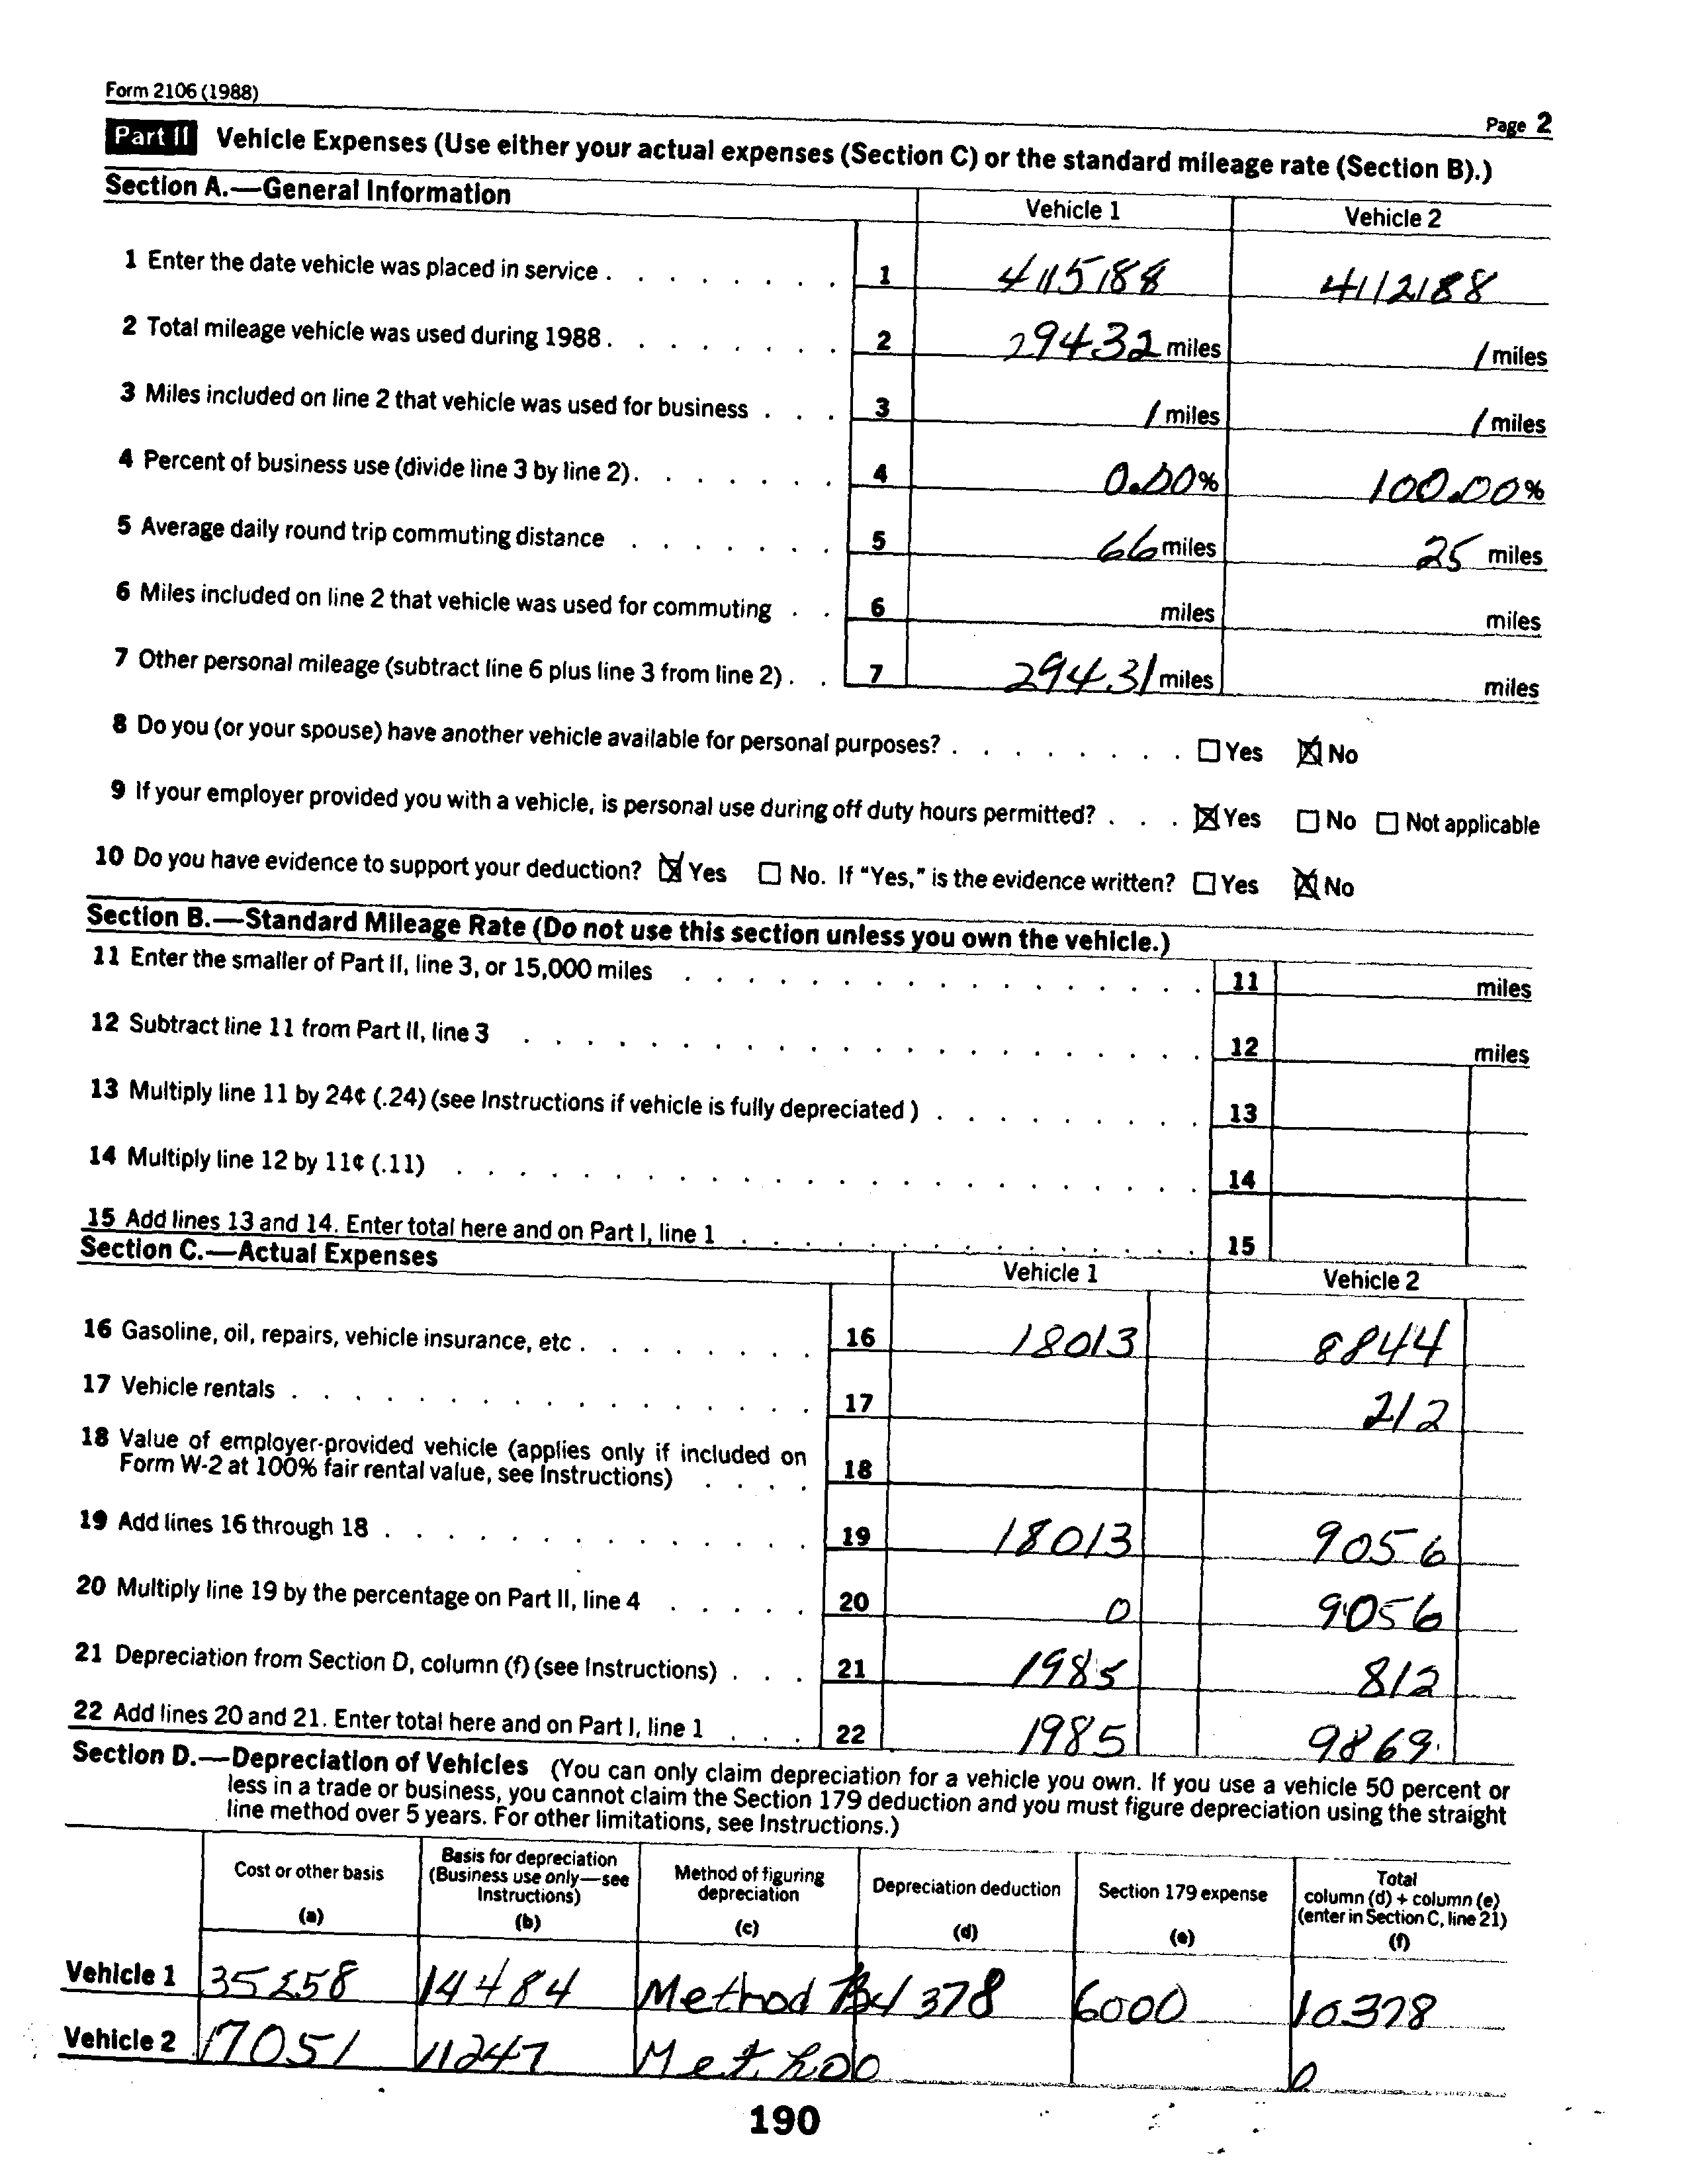 Form 2106 (1988)
Page 2
Part II Vehicle Expenses (Use either your actual expenses (Section C) or the standard mileage rate (Section B).)
Section A.—General Information
Vehicle 1 Vehicle 2
1 Enter the date vehicle was placed in service . . . . . . . 1 4/15/88 4/12/88
2 Total mileage vehicle was used during 1988 . . . . . . . 2 29432 miles 1 miles
3 Miles included on line 2 that vehicle was used for business . . . 3 1 miles 1 miles
4 Percent of business use (divide line 3 by line 2) . . . . . . . 4 0.00% 100.00%
5 Average daily round trip commuting distance . . . . . . . 5 66 miles 25 miles
6 Miles included on line 2 that vehicle was used for commuting . . 6 miles miles
7 Other personal mileage (subtract line 6 plus line 3 from line 2) . . 7 29431 miles miles
8 Do you (or your spouse) have another vehicle available for personal purposes? . . . . . . . . ☐ Yes ☒ No
9 If your employer provided you with a vehicle, is personal use during off duty hours permitted? . . . ☒ Yes ☐ No ☐ Not applicable
10 Do you have evidence to support your deduction? ☒ Yes ☐ No. If "Yes," is the evidence written? ☐ Yes ☒ No
Section B.—Standard Mileage Rate (Do not use this section unless you own the vehicle.)
11 Enter the smaller of Part II, line 3, or 15,000 miles . . . . . . . . . . . . . . . . . 11 miles
12 Subtract line 11 from Part II, line 3 . . . . . . . . . . . . . . . . . . . . . . 12 miles
13 Multiply line 11 by 24¢ (.24) (see Instructions if vehicle is fully depreciated ) . . . . . . . . . 13
14 Multiply line 12 by 11¢ (.11) . . . . . . . . . . . . . . . . . . . . . . . . 14
15 Add lines 13 and 14. Enter total here and on Part I, line 1 . . . . . . . . . . . . . . . 15
Section C.—Actual Expenses
Vehicle 1 Vehicle 2
16 Gasoline, oil, repairs, vehicle insurance, etc . . . . . . . . 16 18013 8844
17 Vehicle rentals . . . . . . . . . . . . . . . . . 17 212
18 Value of employer-provided vehicle (applies only if included on
Form W-2 at 100% fair rental value, see Instructions) . . . . 18
19 Add lines 16 through 18 . . . . . . . . . . . . . . 19 18013 9056
20 Multiply line 19 by the percentage on Part II, line 4 . . . . . 20 0 9056
21 Depreciation from Section D, column (f) (see Instructions) . . . 21 1985 812
22 Add lines 20 and 21. Enter total here and on Part I, line 1 . . . 22 1985 9869
Section D.—Depreciation of Vehicles (You can only claim depreciation for a vehicle you own. If you use a vehicle 50 percent or
less in a trade or business, you cannot claim the Section 179 deduction and you must figure depreciation using the straight
line method over 5 years. For other limitations, see Instructions.)
Cost or other basis (a)
Basis for depreciation (Business use only—see Instructions) (b)
Method of figuring depreciation (c)
Depreciation deduction (d)
Section 179 expense (e)
Total column (d) + column (e) (enter in Section C, line 21) (f)
Vehicle 1 35258 14484 Method B 4378 6000 10378
Vehicle 2 17051 11247 Method 0
190